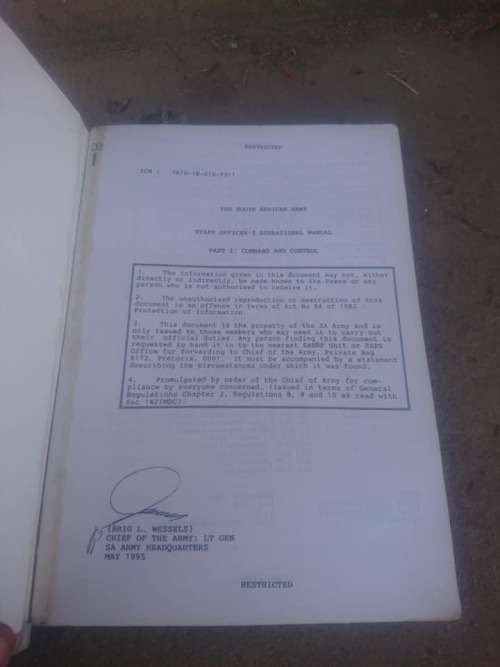 RESTRICTED
THE SOUTH AFRICAN ARMY
STAFF OFFICER'S OPERATIONAL MANUAL
PART I: COMMAND AND CONTROL
1. The information given in this document may not, either
directly or indirectly, be made known to the Press or any
person who is not authorised to receive it.
2. The unauthorised reproduction or destruction of this
document is an offence in terms of Act No 84 of 1982 :
Protection of Information
3. This document is the property of the SA Army and is
only issued to those members who may need it to carry out
their official duties. Any person finding this document is
requested to hand it in to the nearest SANDF Unit or
Office for forwarding to Chief of the Army, Private Bag
X172, Pretoria, 0001. It must be accompanied by a statement
describing the circumstances under which it was found.
4. Promulgated by order of the Chief of Army for com-
pliance by everyone concerned. (Issued in terms of General
Regulations Chapter 2, Regulations 8, 9 and 10 as read with
Sec
(BRIG L. WESSELS)
CHIEF OF THE ARMY: LT GEN
SA ARMY HEADQUARTERS
MAY 1995
RESTRICTED